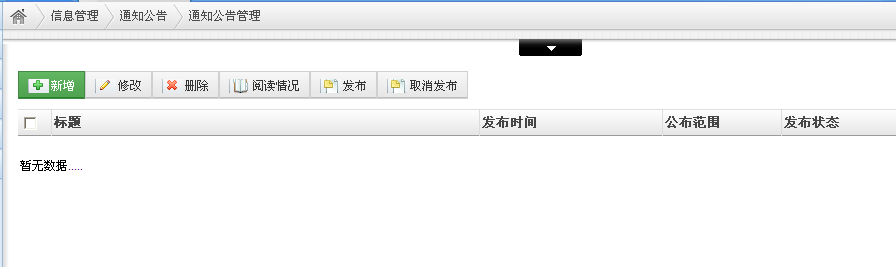 信息管理 通知公告 通知公告管理
新增 修改 删除 阅读情况 发布 取消发布
标题 发布时间 公布范围 发布状态
暂无数据.....